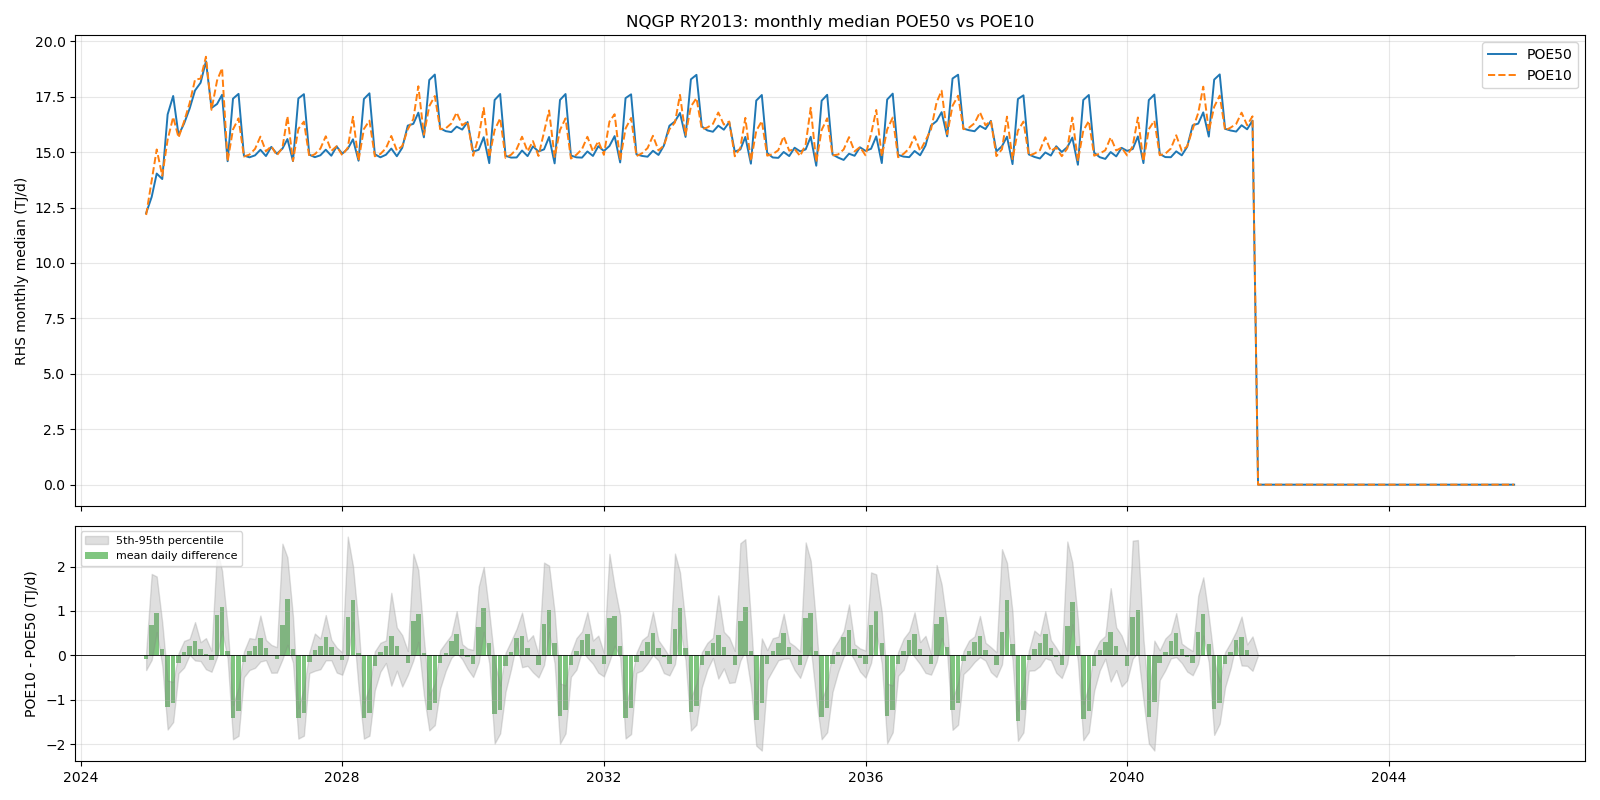 NQGP RY2013: monthly median POE50 vs POE10
RHS monthly median (TJ/d)
20.0
17.5
15.0
12.5
10.0
7.5
5.0
2.5
0.0
POE50
POE10
POE10 - POE50 (TJ/d)
2
1
0
−1
−2
5th-95th percentile
mean daily difference
2024
2028
2032
2036
2040
2044